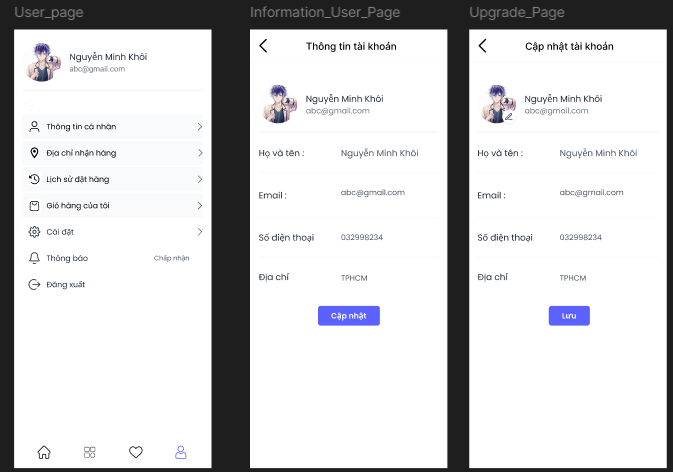 User_page
Nguyễn Minh Khôi
abc@gmail.com
Thông tin cá nhân
Địa chỉ nhận hàng
Lịch sử đặt hàng
Giỏ hàng của tôi
Cài đặt
Thông báo
Chấp nhận
Đăng xuất
Information_User_Page
Thông tin tài khoản
Nguyễn Minh Khôi
abc@gmail.com
Họ và tên :
Nguyễn Minh Khôi
Email :
abc@gmail.com
Số điện thoại
032998234
Địa chỉ
TPHCM
Cập nhật
Upgrade_Page
Cập nhật tài khoản
Nguyễn Minh Khôi
abc@gmail.com
Họ và tên :
Nguyễn Minh Khôi
Email :
abc@gmail.com
Số điện thoại
032998234
Địa chỉ
TPHCM
Lưu